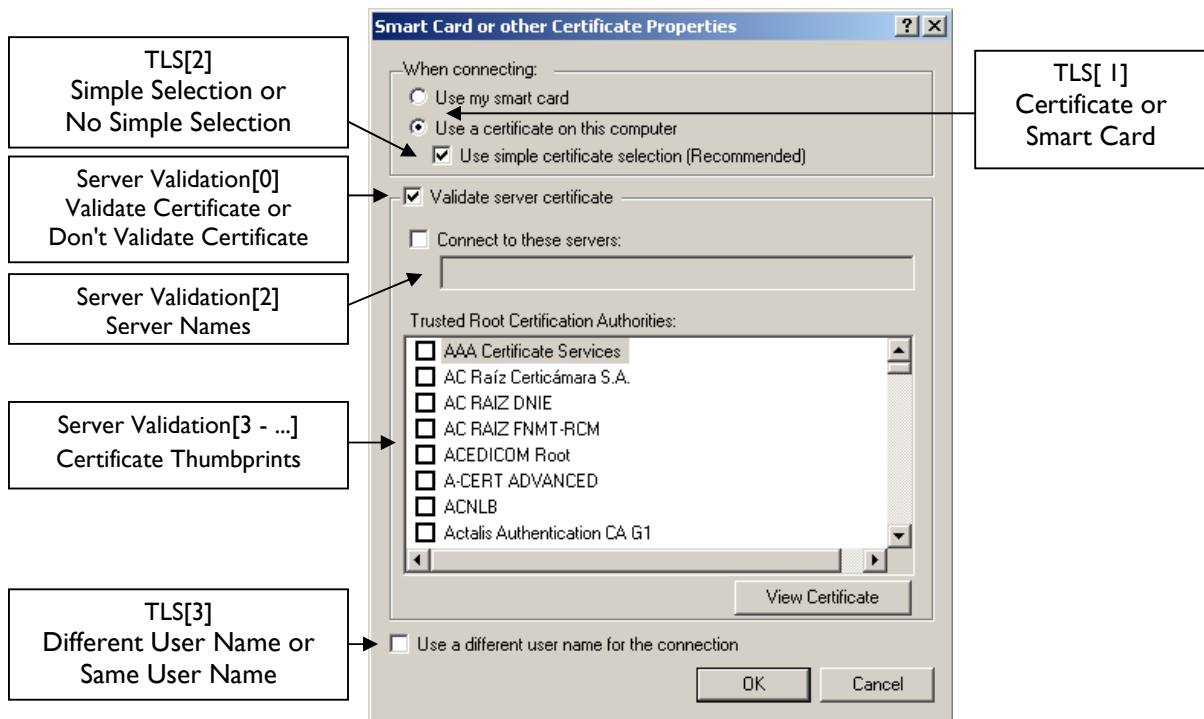 TLS[2]
Simple Selection or
No Simple Selection
Server Validation[0]
Validate Certificate or
Don't Validate Certificate
Server Validation[2]
Server Names
Server Validation[3 - ...]
Certificate Thumbprints
TLS[3]
Different User Name or
Same User Name
Smart Card or other Certificate Properties
When connecting:
Use my smart card
Use a certificate on this computer
Use simple certificate selection (Recommended)
Validate server certificate
Connect to these servers:
Trusted Root Certification Authorities:
AAA Certificate Services
AC Raíz Certicámara S.A.
AC RAIZ DNIE
AC RAIZ FNMT-RCM
ACEDICOM Root
A-CERT ADVANCED
ACNLB
Actalis Authentication CA G1
View Certificate
Use a different user name for the connection
OK
Cancel
TLS[ 1]
Certificate or
Smart Card